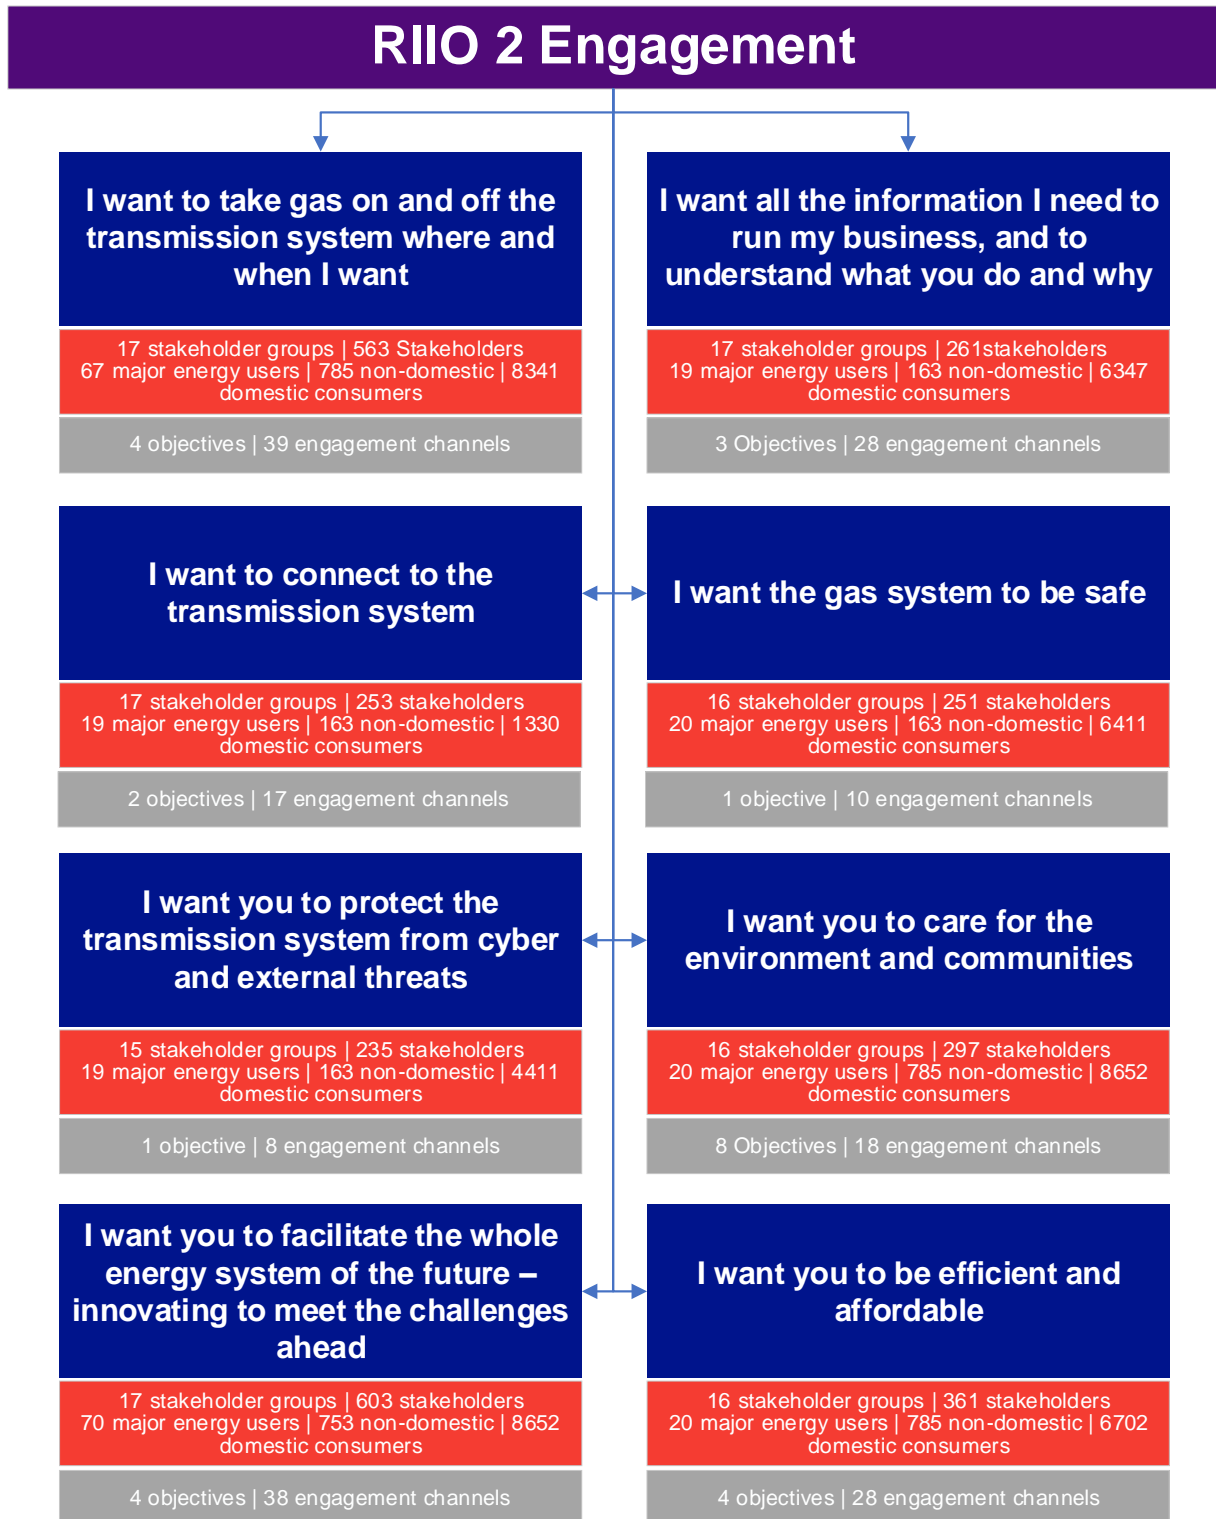 RIIO 2 Engagement
I want to take gas on and off the
transmission system where and
when I want
17 stakeholder groups | 563 Stakeholders
67 major energy users | 785 non-domestic | 8341
domestic consumers
4 objectives | 39 engagement channels
I want all the information I need to
run my business, and to
understand what you do and why
17 stakeholder groups | 261stakeholders
19 major energy users | 163 non-domestic | 6347
domestic consumers
3 Objectives | 28 engagement channels
I want to connect to the
transmission system
17 stakeholder groups | 253 stakeholders
19 major energy users | 163 non-domestic | 1330
domestic consumers
2 objectives | 17 engagement channels
I want the gas system to be safe
16 stakeholder groups | 251 stakeholders
20 major energy users | 163 non-domestic | 6411
domestic consumers
1 objective | 10 engagement channels
I want you to protect the
transmission system from cyber
and external threats
15 stakeholder groups | 235 stakeholders
19 major energy users | 163 non-domestic | 4411
domestic consumers
1 objective | 8 engagement channels
I want you to care for the
environment and communities
16 stakeholder groups | 297 stakeholders
20 major energy users | 785 non-domestic | 8652
domestic consumers
8 Objectives | 18 engagement channels
I want you to facilitate the whole
energy system of the future –
innovating to meet the challenges
ahead
17 stakeholder groups | 603 stakeholders
70 major energy users | 753 non-domestic | 8652
domestic consumers
4 objectives | 38 engagement channels
I want you to be efficient and
affordable
16 stakeholder groups | 361 stakeholders
20 major energy users | 785 non-domestic | 6702
domestic consumers
4 objectives | 28 engagement channels